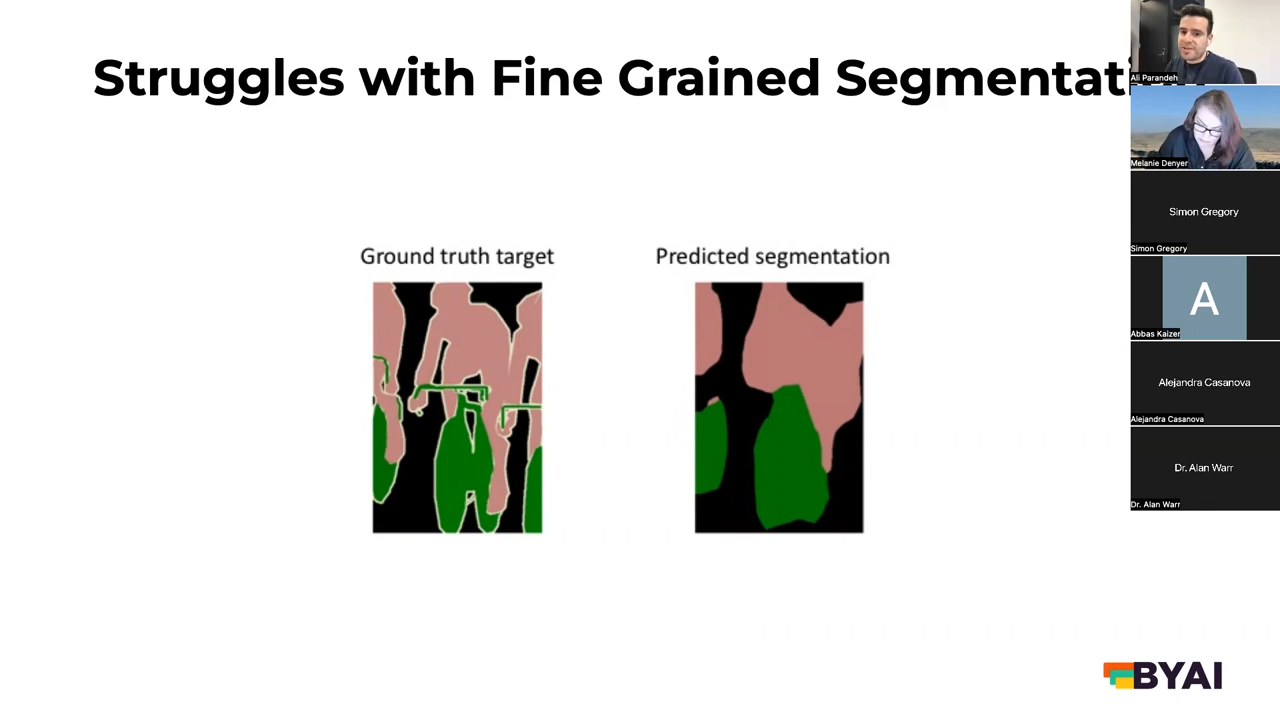 Struggles with Fine Grained Segmentati
Ground truth target
Predicted segmentation
Ali Parandeh
Melanie Denyer
Simon Gregory
Simon Gregory
A
Abbas Kaizer
Alejandra Casanova
Alejandra Casanova
Dr. Alan Warr
Dr. Alan Warr
BYAI